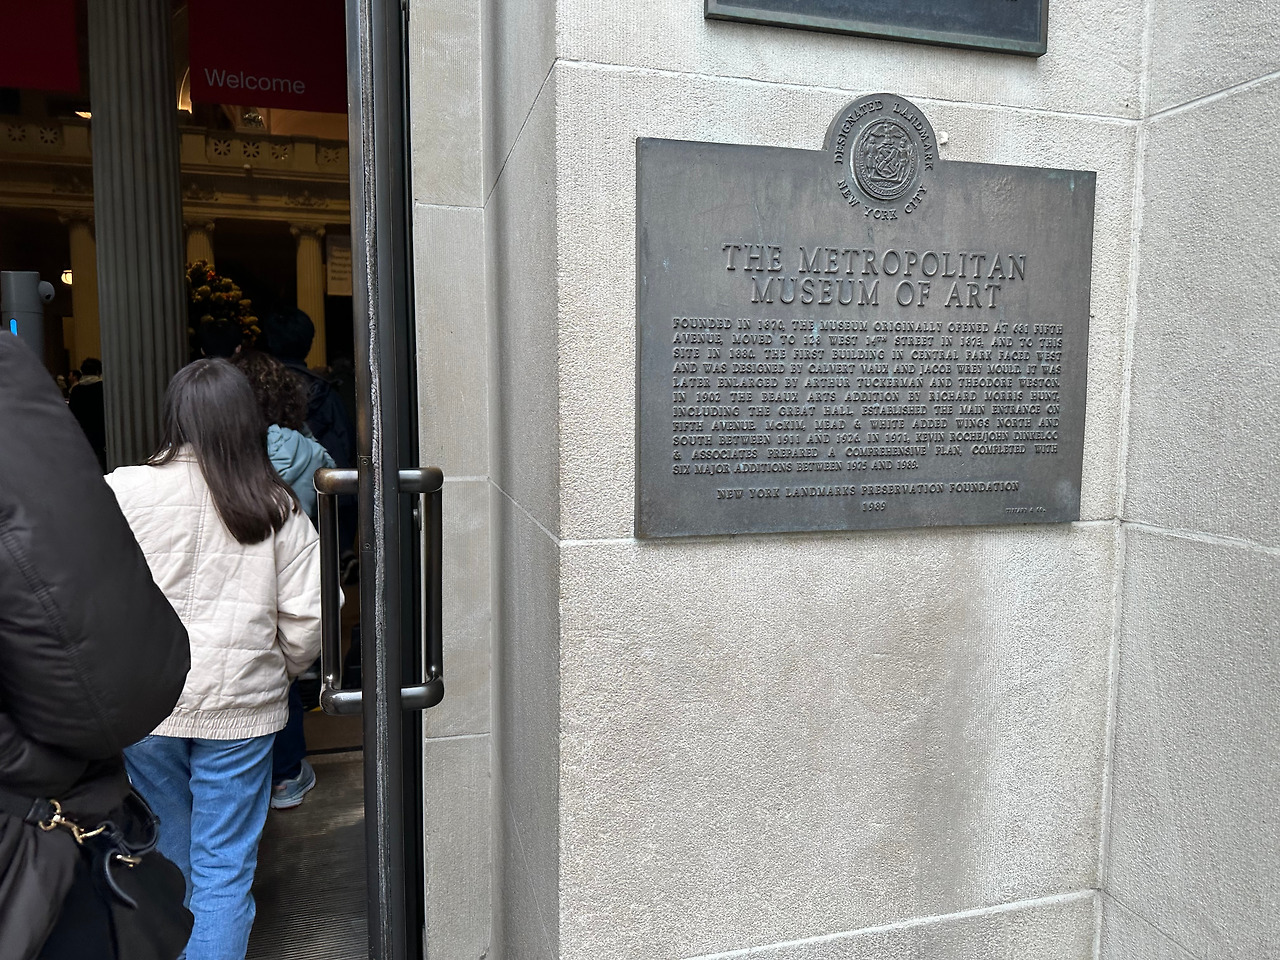 Welcome
DESIGNATED LANDMARK
NEW YORK CITY
THE METROPOLITAN
MUSEUM OF ART
FOUNDED IN 1870, THE MUSEUM ORIGINALLY OPENED AT 681 FIFTH
AVENUE, MOVED TO 128 WEST 14TH STREET IN 1873, AND TO THIS
SITE IN 1880. THE FIRST BUILDING IN CENTRAL PARK FACED WEST
AND WAS DESIGNED BY CALVERT VAUX AND JACOB WREY MOULD. IT WAS
LATER ENLARGED BY ARTHUR TUCKERMAN AND THEODORE WESTON.
IN 1902 THE BEAUX ARTS ADDITION BY RICHARD MORRIS HUNT,
INCLUDING THE GREAT HALL, ESTABLISHED THE MAIN ENTRANCE ON
FIFTH AVENUE. McKIM, MEAD & WHITE ADDED WINGS NORTH AND
SOUTH BETWEEN 1911 AND 1926. IN 1971, KEVIN ROCHE/JOHN DINKELOO
& ASSOCIATES PREPARED A COMPREHENSIVE PLAN, COMPLETED WITH
SIX MAJOR ADDITIONS BETWEEN 1975 AND 1989.
NEW YORK LANDMARKS PRESERVATION FOUNDATION
1989